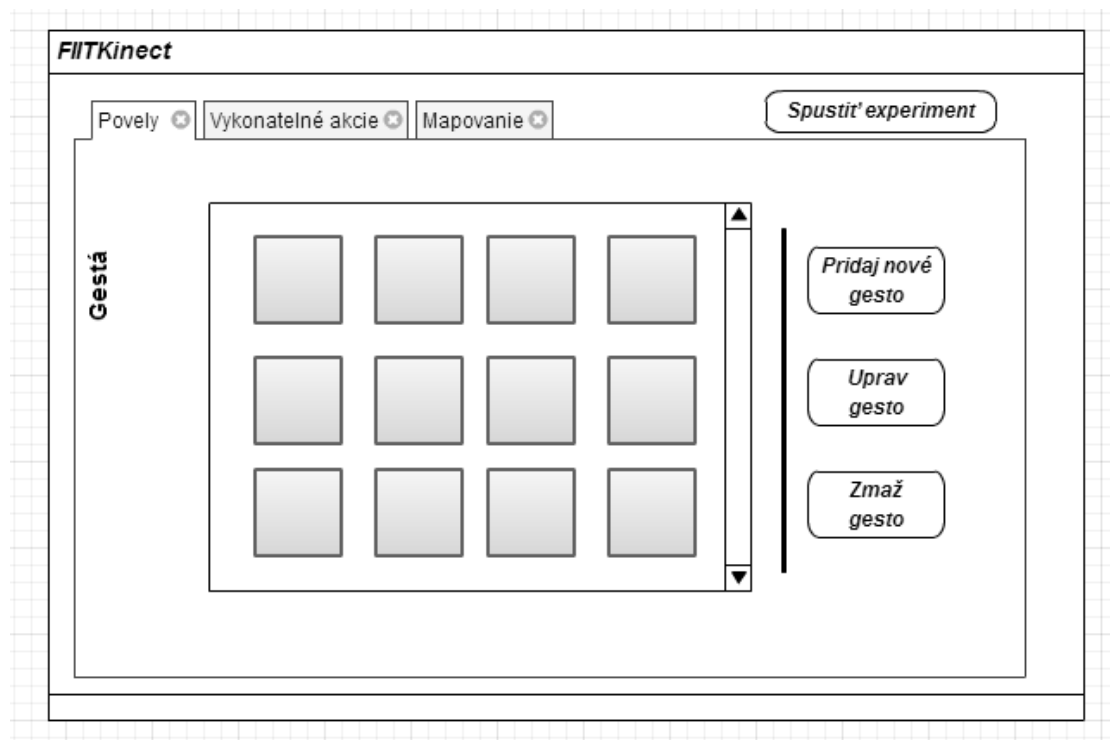 FIITKinect
Povely
Vykonatelné akcie
Mapovanie
Spustiť experiment
Gestá
Pridaj nové
gesto
Uprav
gesto
Zmaž
gesto